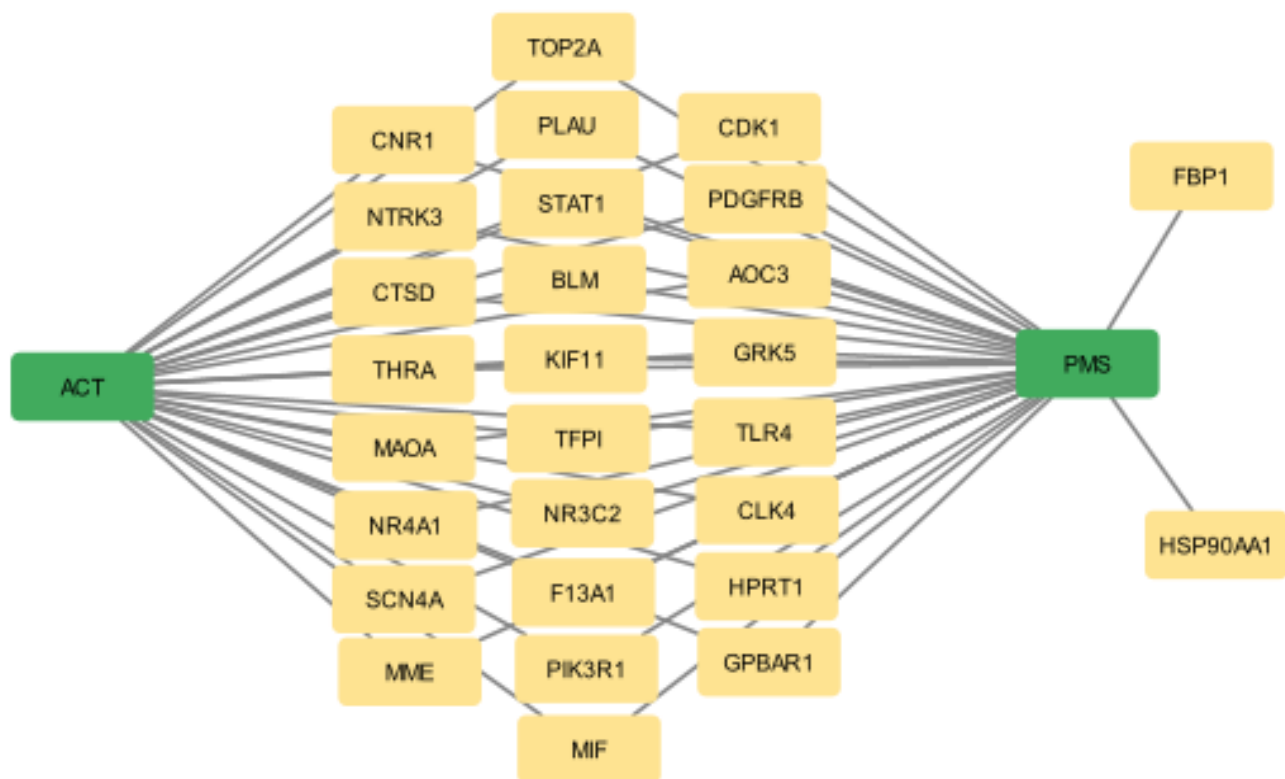 TOP2A
CNR1
PLAU
CDK1
FBP1
NTRK3
STAT1
PDGFRB
CTSD
BLM
AOC3
ACT
THRA
KIF11
GRK5
PMS
MAOA
TFPI
TLR4
NR4A1
NR3C2
CLK4
HSP90AA1
SCN4A
F13A1
HPRT1
MME
PIK3R1
GPBAR1
MIF